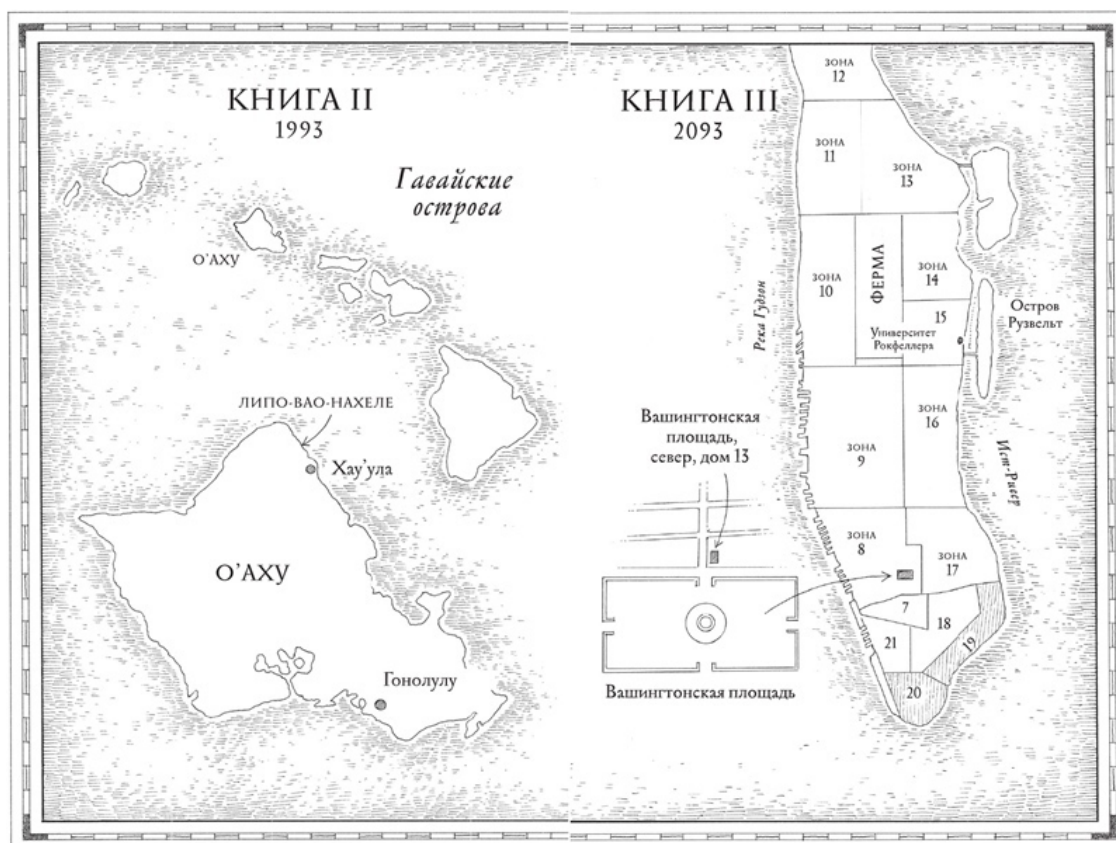 КНИГА II
1993
Гавайские
острова
О'АХУ
ЛИПО-ВАО-НАХЕЛЕ
Хау'ула
О'АХУ
Гонолулу
КНИГА III
2093
ЗОНА
12
ЗОНА
11
ЗОНА
13
Река Гудзон
ЗОНА
10
ФЕРМА
ЗОНА
14
ЗОНА
15
Университет
Рокфеллера
Остров
Рузвельт
ЗОНА
16
Ист-Ривер
Вашингтонская
площадь,
север, дом 13
ЗОНА
9
ЗОНА
8
ЗОНА
17
7
18
19
21
20
Вашингтонская площадь